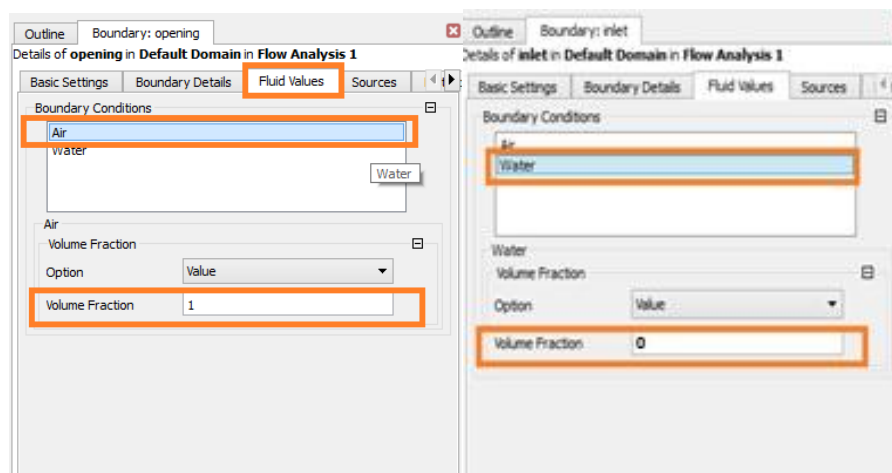 Outline Boundary: opening
Details of opening in Default Domain in Flow Analysis 1
Basic Settings Boundary Details Fluid Values Sources
Boundary Conditions
Air
Water
Water
Air
Volume Fraction
Option Value
Volume Fraction 1
Outline Boundary: inlet
Details of inlet in Default Domain in Flow Analysis 1
Basic Settings Boundary Details Fluid Values Sources
Boundary Conditions
Air
Water
Water
Volume Fraction
Option Value
Volume Fraction 0